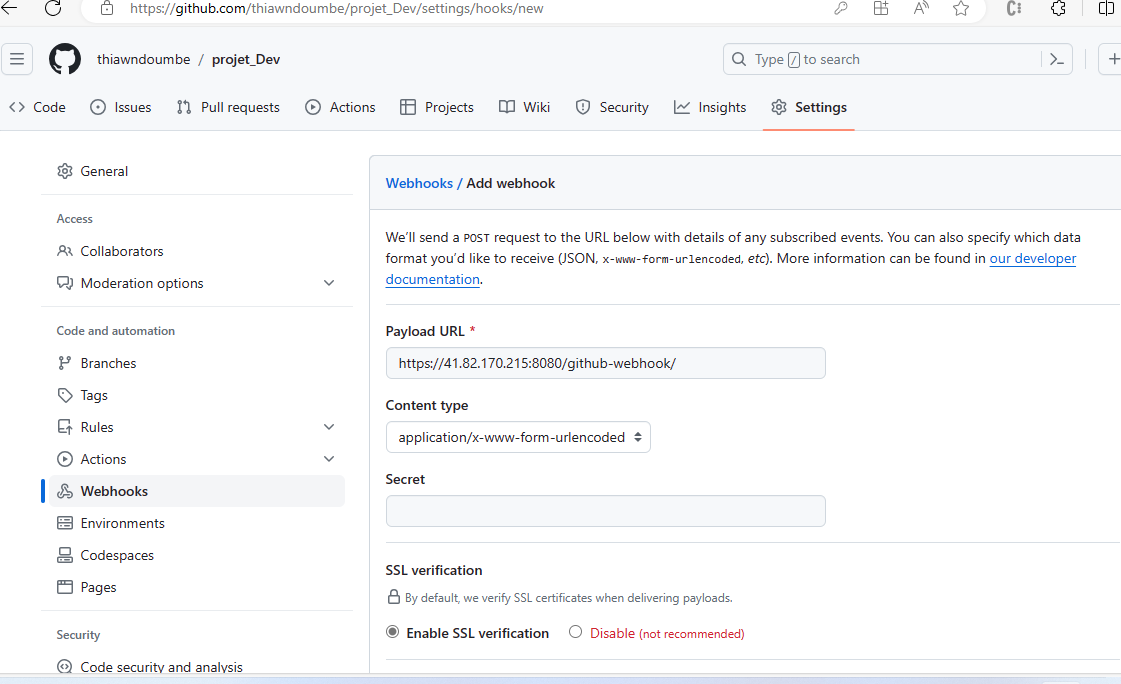 https://github.com/thiawndoumbe/projet_Dev/settings/hooks/new
thiawndoumbe / projet_Dev
Type / to search
Code Issues Pull requests Actions Projects Wiki Security Insights Settings
General
Access
Collaborators
Moderation options
Code and automation
Branches
Tags
Rules
Actions
Webhooks
Environments
Codespaces
Pages
Security
Code security and analysis
Webhooks / Add webhook
We'll send a POST request to the URL below with details of any subscribed events. You can also specify which data
format you'd like to receive (JSON, x-www-form-urlencoded, etc). More information can be found in our developer
documentation.
Payload URL *
https://41.82.170.215:8080/github-webhook/
Content type
application/x-www-form-urlencoded
Secret
SSL verification
By default, we verify SSL certificates when delivering payloads.
Enable SSL verification Disable (not recommended)